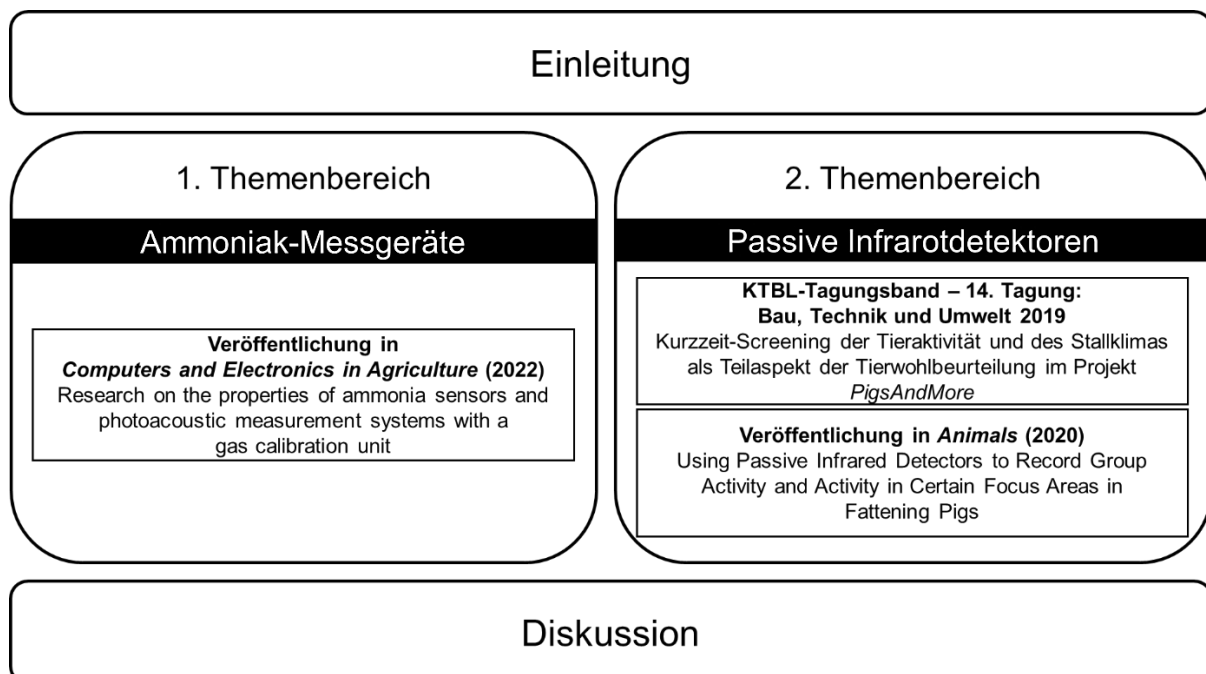 Einleitung
1. Themenbereich
Ammoniak-Messgeräte
Veröffentlichung in
Computers and Electronics in Agriculture (2022)
Research on the properties of ammonia sensors and
photoacoustic measurement systems with a
gas calibration unit
2. Themenbereich
Passive Infrarotdetektoren
KTBL-Tagungsband – 14. Tagung:
Bau, Technik und Umwelt 2019
Kurzzeit-Screening der Tieraktivität und des Stallklimas
als Teilaspekt der Tierwohlbeurteilung im Projekt
PigsAndMore
Veröffentlichung in Animals (2020)
Using Passive Infrared Detectors to Record Group
Activity and Activity in Certain Focus Areas in
Fattening Pigs
Diskussion